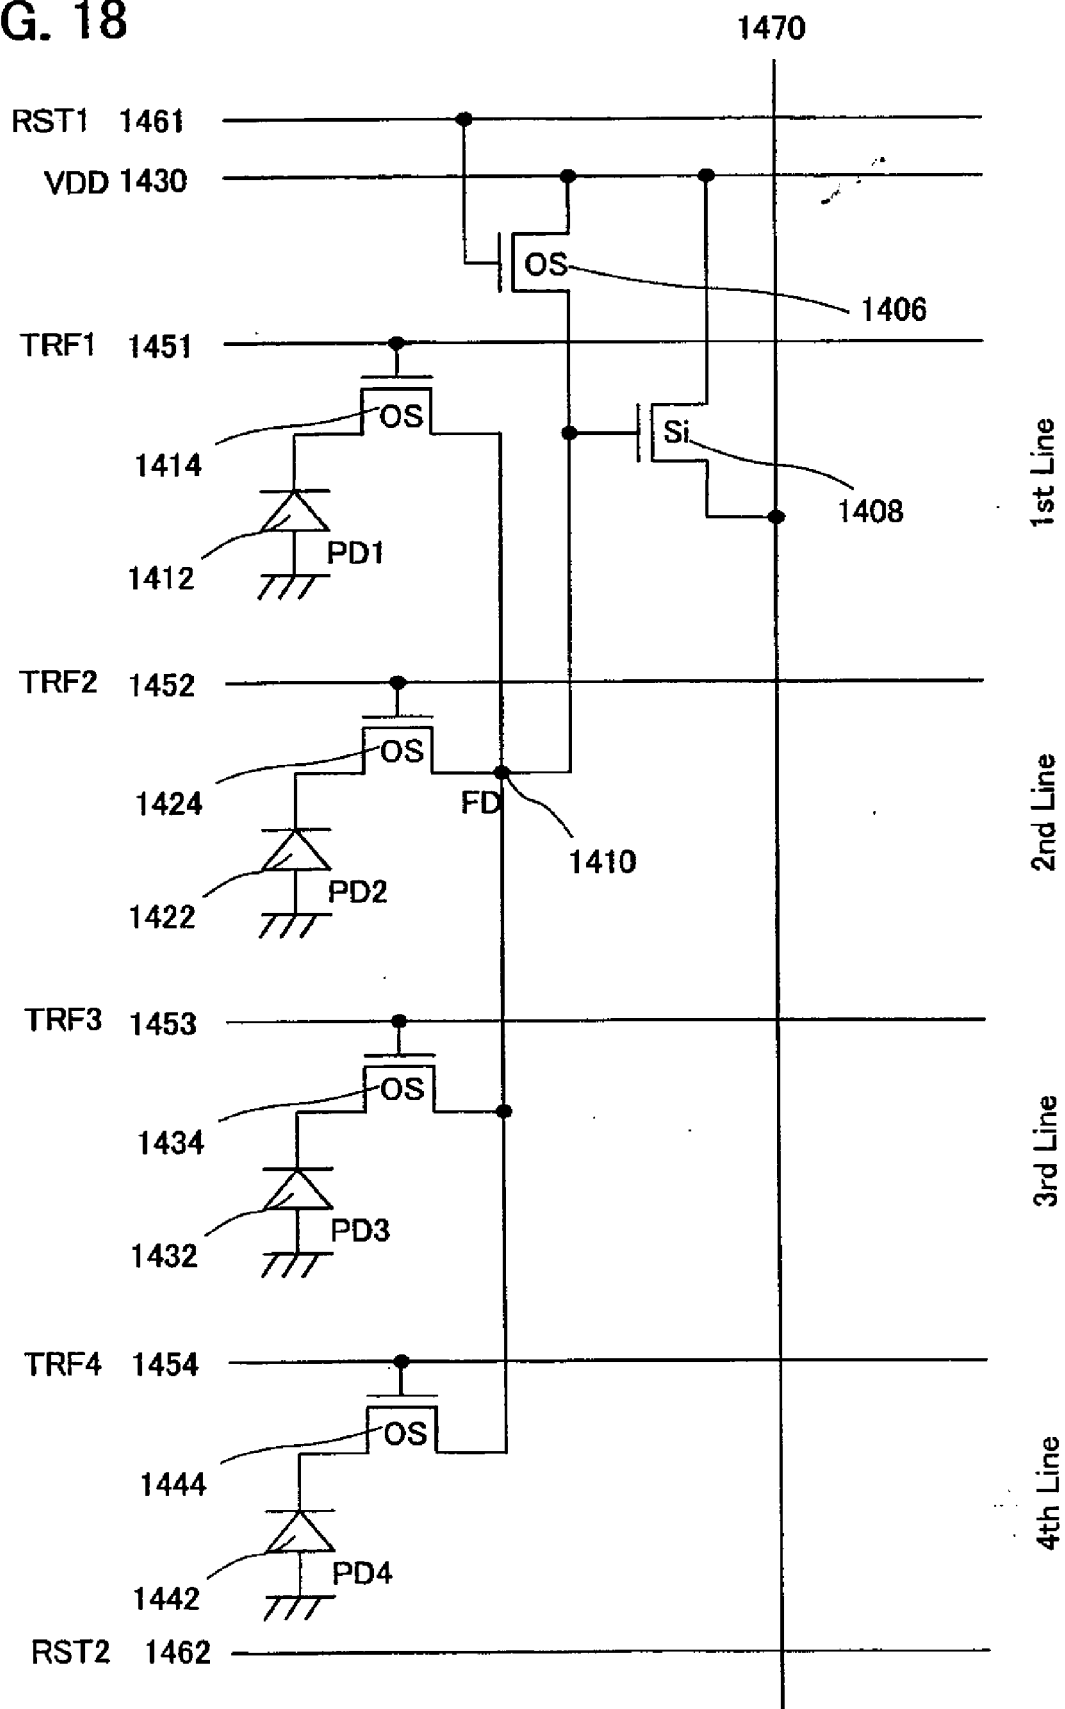 G. 18
1470
RST1 1461
VDD 1430
OS
1406
TRF1 1451
OS
Si
1414
1408
1st Line
PD1
1412
TRF2 1452
OS
1424
FD
1410
2nd Line
PD2
1422
TRF3 1453
OS
1434
3rd Line
PD3
1432
TRF4 1454
OS
1444
4th Line
PD4
1442
RST2 1462